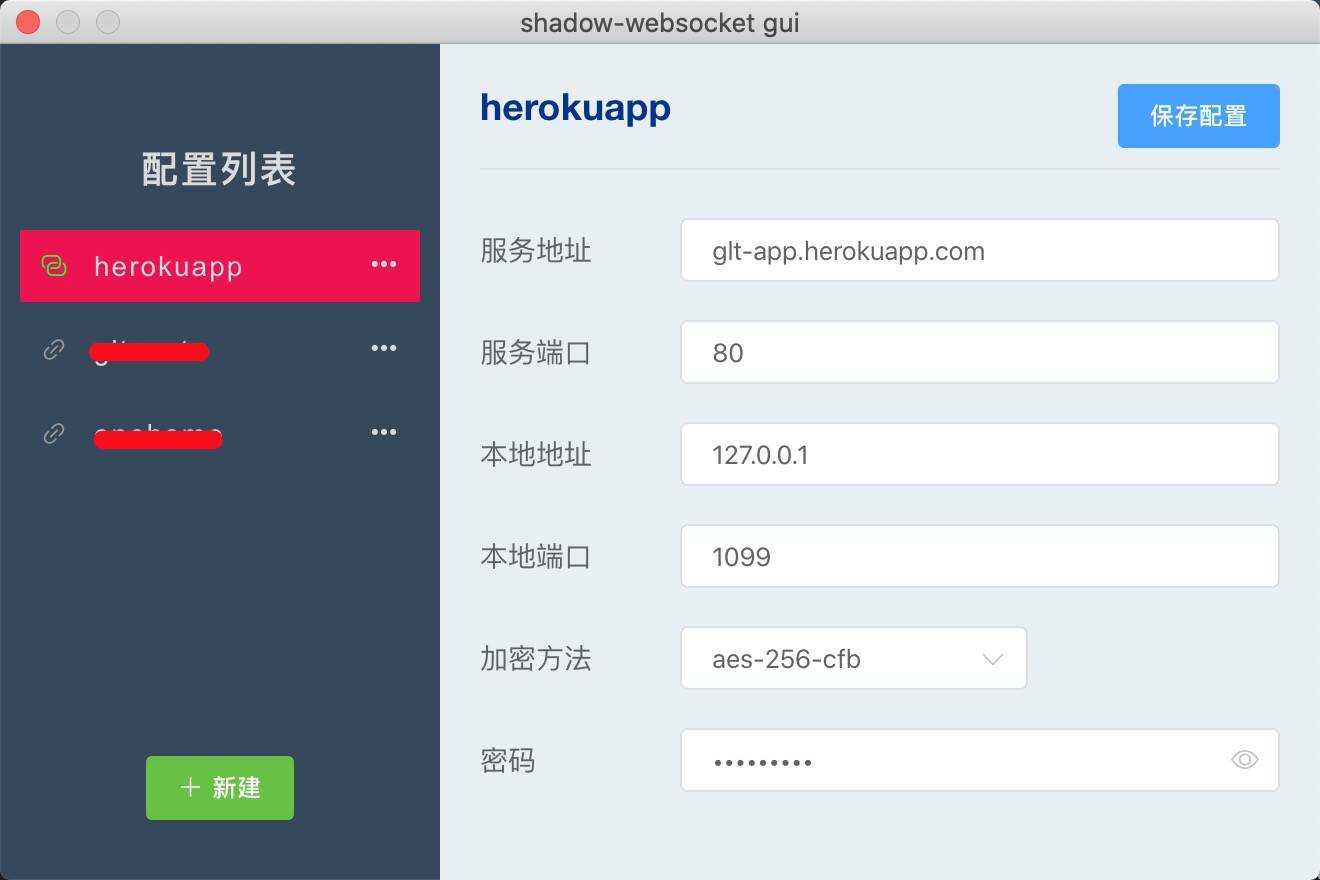 shadow-websocket gui
配置列表
herokuapp
新建
herokuapp
保存配置
服务地址
glt-app.herokuapp.com
服务端口
80
本地地址
127.0.0.1
本地端口
1099
加密方法
aes-256-cfb
密码
•••••••••